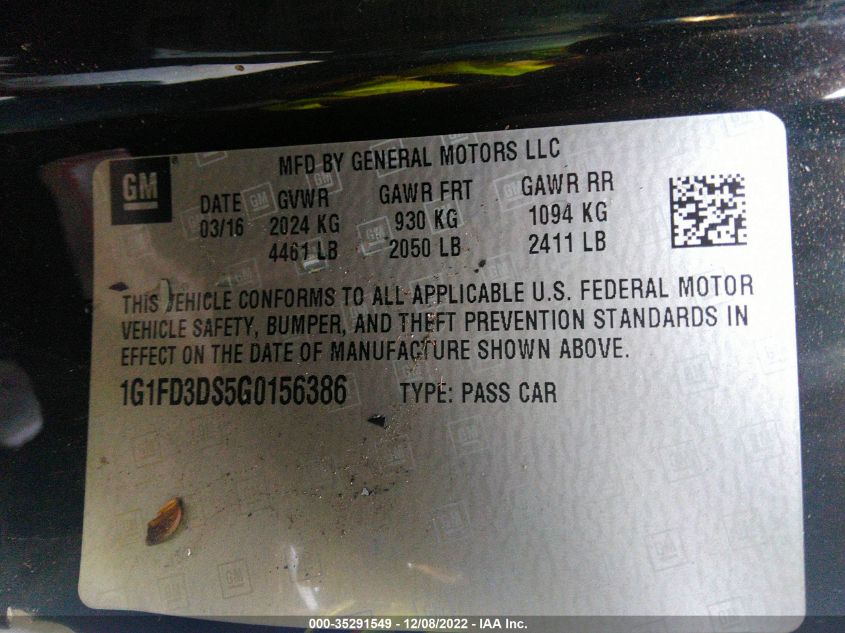 MFD BY GENERAL MOTORS LLC
GM®
DATE GVWR GAWR FRT GAWR RR
03/16 2024 KG 930 KG 1094 KG
4461 LB 2050 LB 2411 LB
THIS VEHICLE CONFORMS TO ALL APPLICABLE U.S. FEDERAL MOTOR
VEHICLE SAFETY, BUMPER, AND THEFT PREVENTION STANDARDS IN
EFFECT ON THE DATE OF MANUFACTURE SHOWN ABOVE.
1G1FD3DS5G0156386 TYPE: PASS CAR
000-35291549 - 12/08/2022 - IAA Inc.